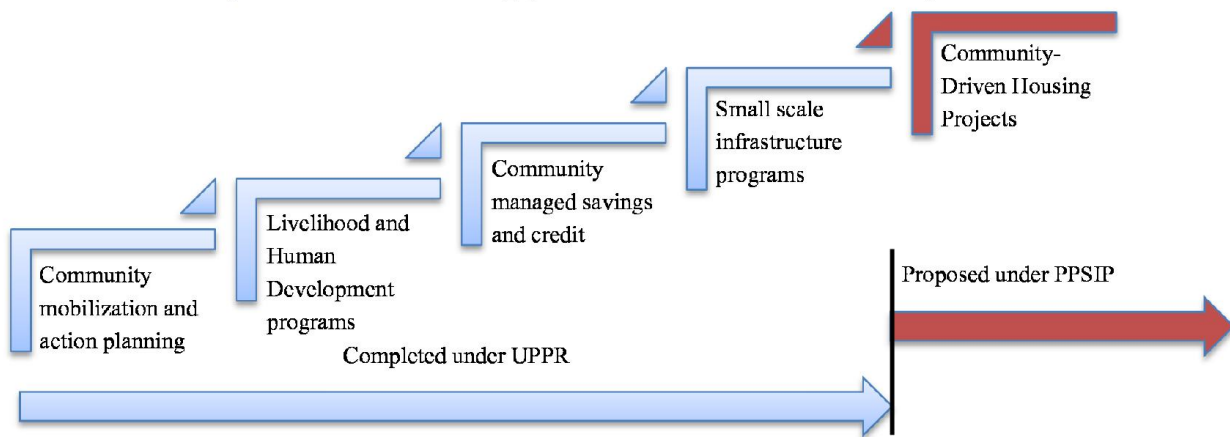 Community
mobilization and
action planning
Livelihood and
Human
Development
programs
Community
managed savings
and credit
Small scale
infrastructure
programs
Community-
Driven Housing
Projects
Completed under UPPR
Proposed under PPSIP